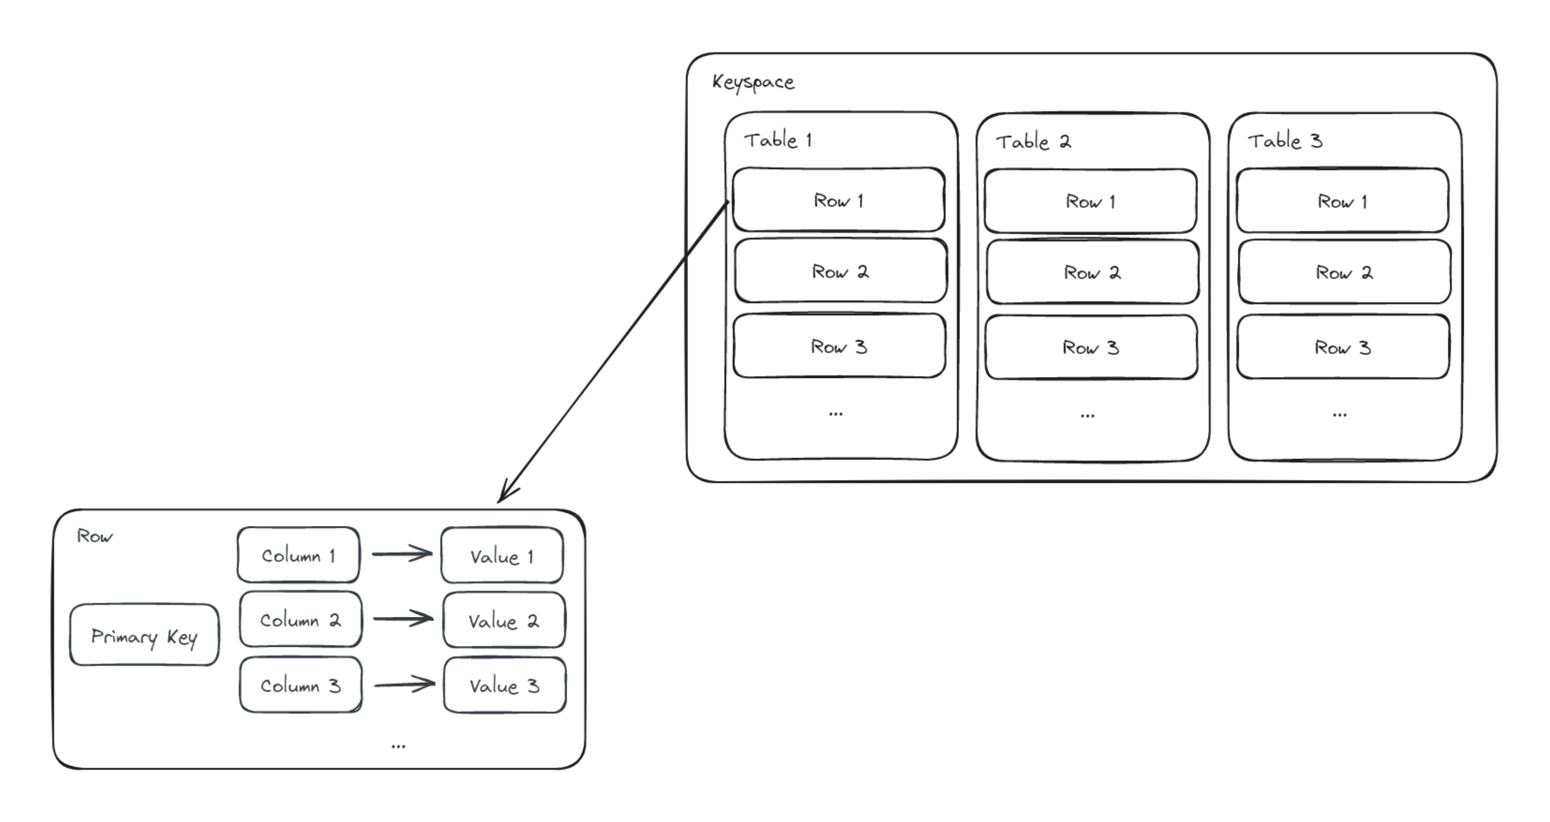 Keyspace
Table 1
Row 1
Row 2
Row 3
...
Table 2
Row 1
Row 2
Row 3
...
Table 3
Row 1
Row 2
Row 3
...
Row
Primary Key
Column 1
Value 1
Column 2
Value 2
Column 3
Value 3
...